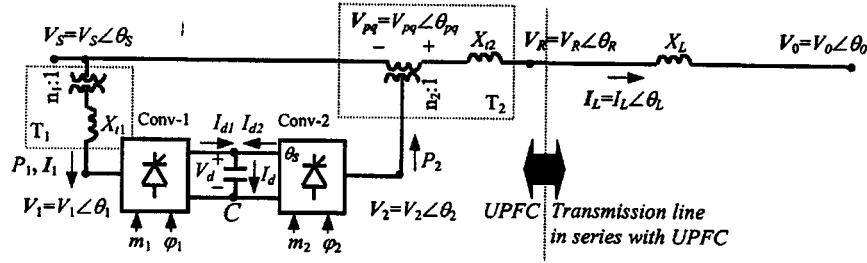 V_S=V_S∠θ_S
V_pq=V_pq∠θ_pq
− +
X_t2
V_R=V_R∠θ_R
X_L
V_0=V_0∠θ_0
n_1:1
n_2:1
T_2
I_L=I_L∠θ_L
T_1
X_t1
Conv-1
I_d1
I_d2
Conv-2
P_1, I_1
V_d
+
−
I_d
θ_S
P_2
V_1=V_1∠θ_1
C
V_2=V_2∠θ_2
m_1
φ_1
m_2
φ_2
UPFC
Transmission line
in series with UPFC